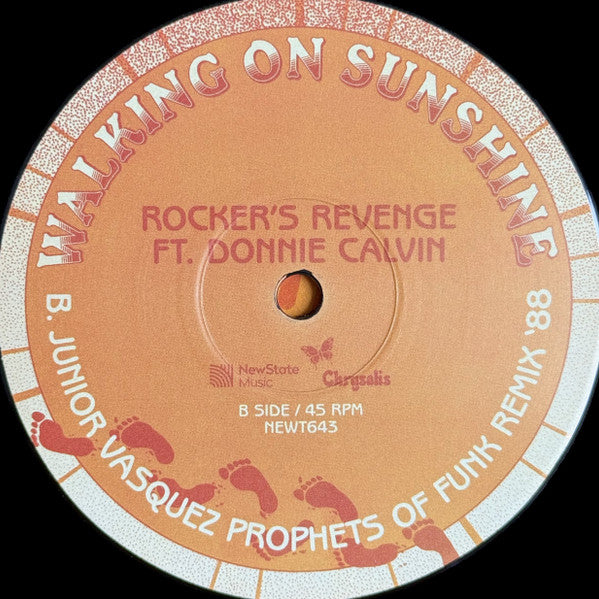 WALKING ON SUNSHINE
ROCKER'S REVENGE
FT. DONNIE CALVIN
NewState
Music
Chrysalis
B SIDE / 45 RPM
NEWT643
B. JUNIOR VASQUEZ PROPHETS OF FUNK REMIX '88